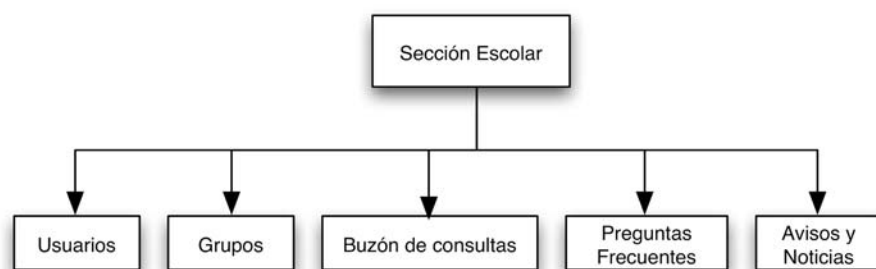 Sección Escolar
Usuarios
Grupos
Buzón de consultas
Preguntas
Frecuentes
Avisos y
Noticias